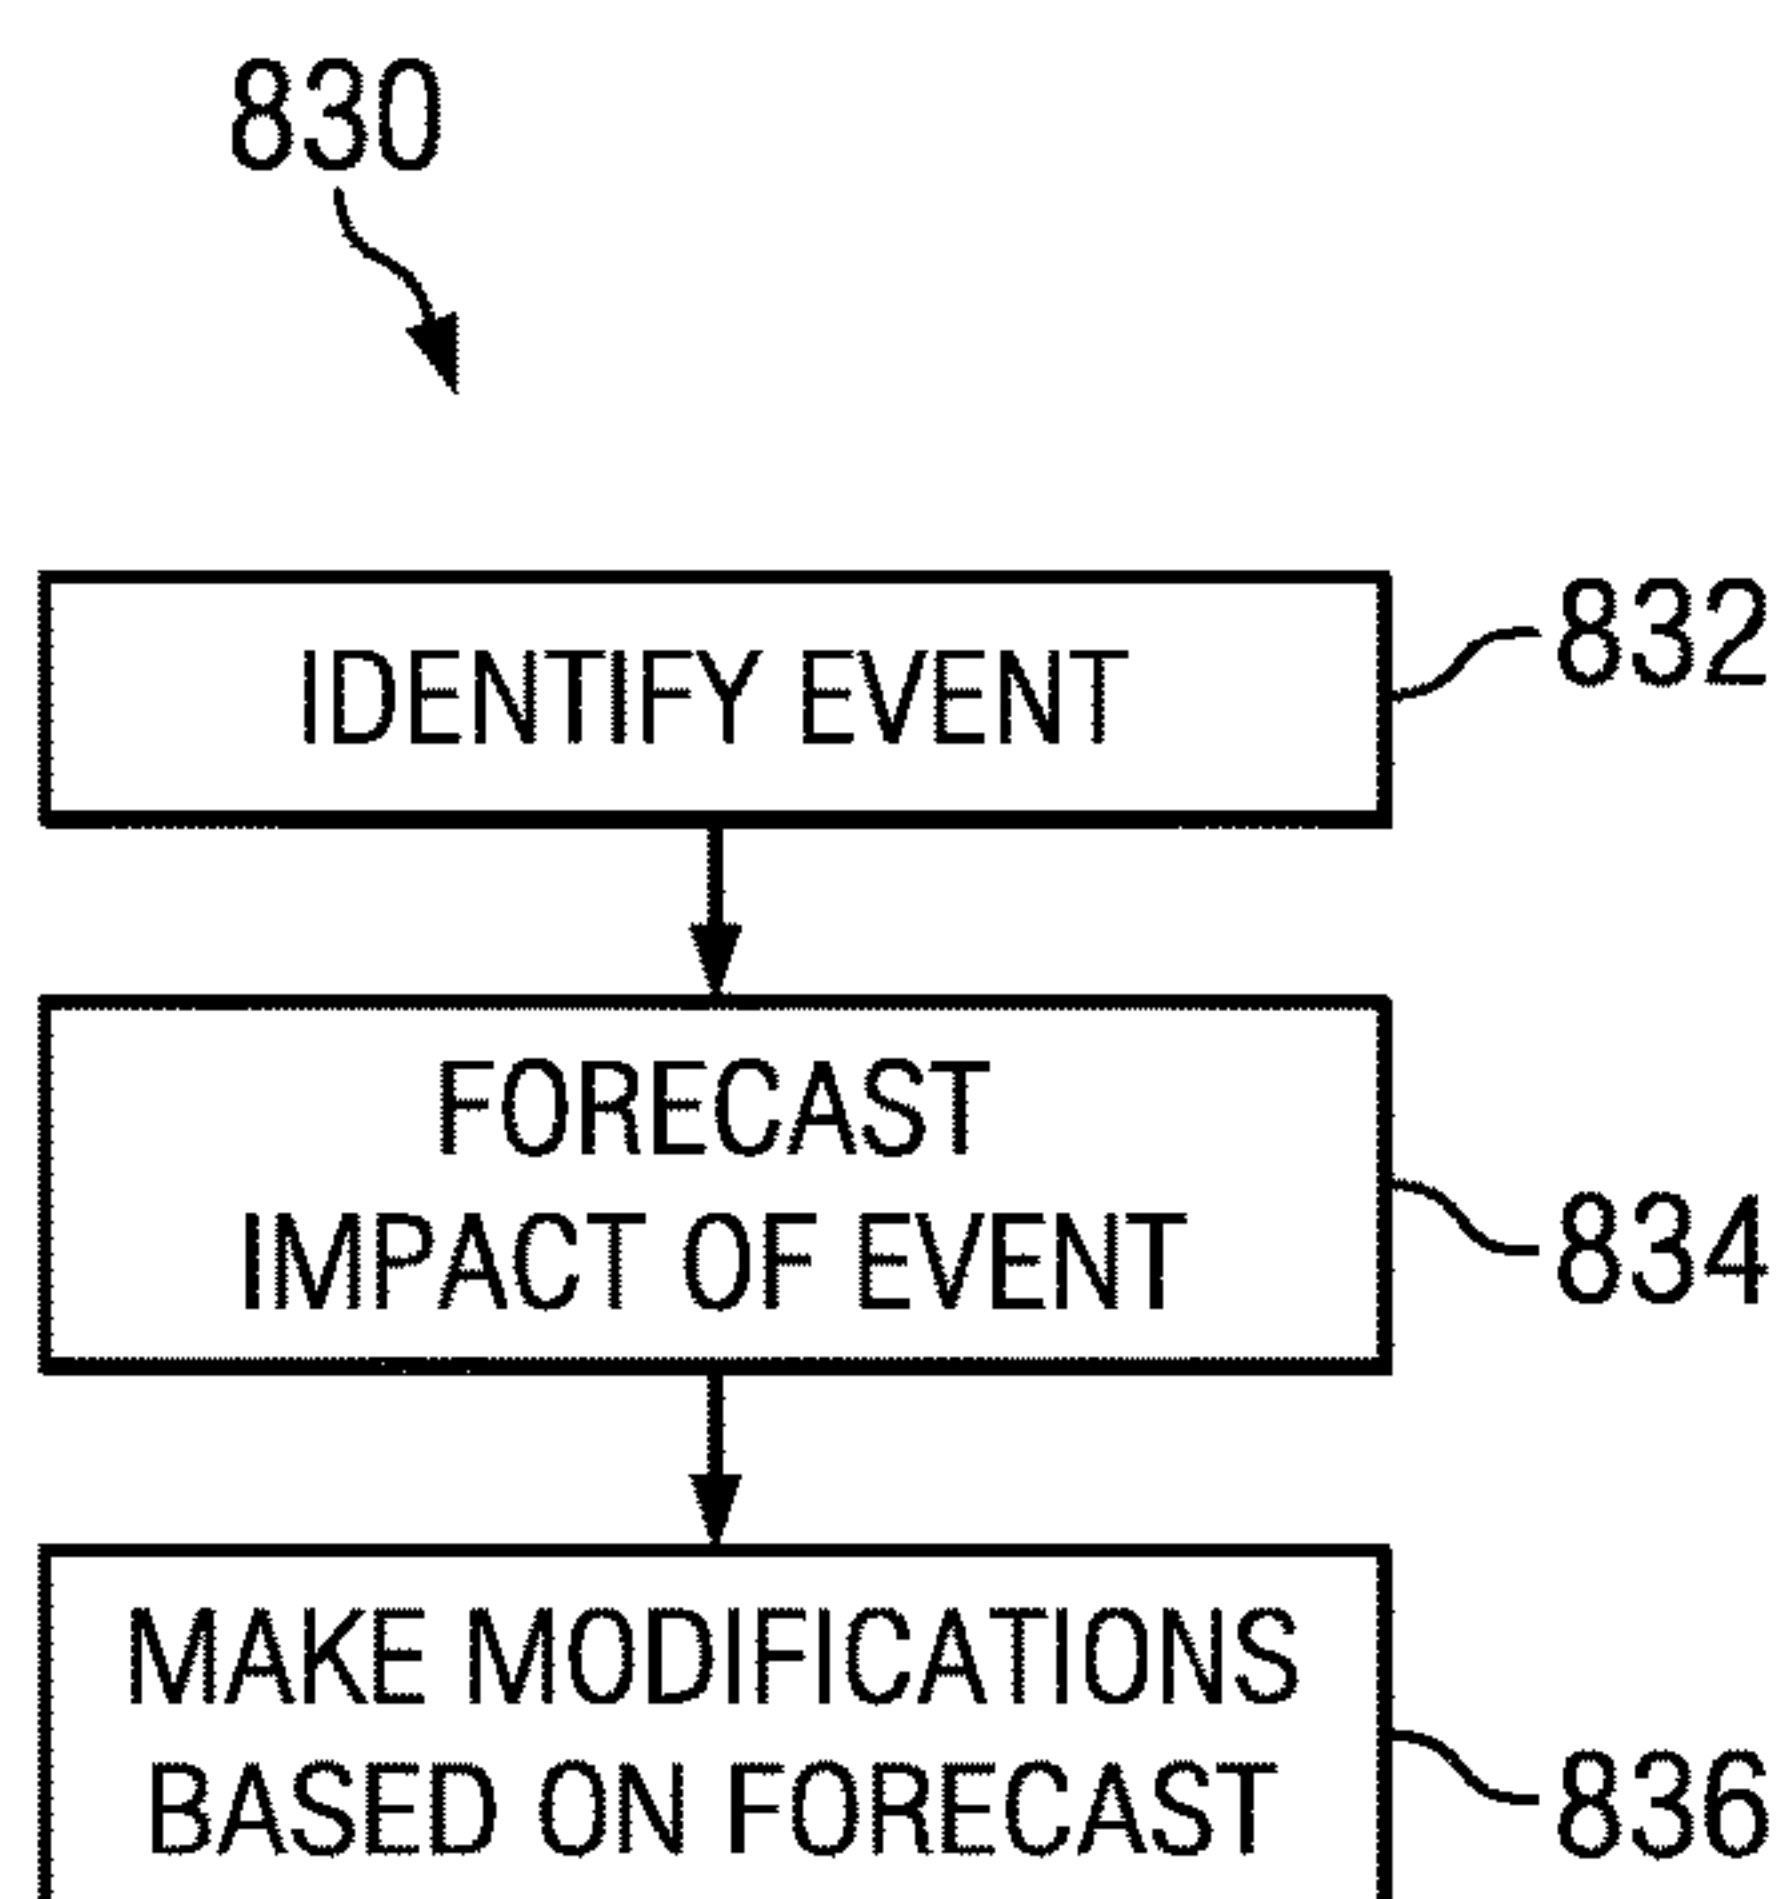 830
IDENTIFY EVENT
832
FORECAST
IMPACT OF EVENT
834
MAKE MODIFICATIONS
BASED ON FORECAST
836